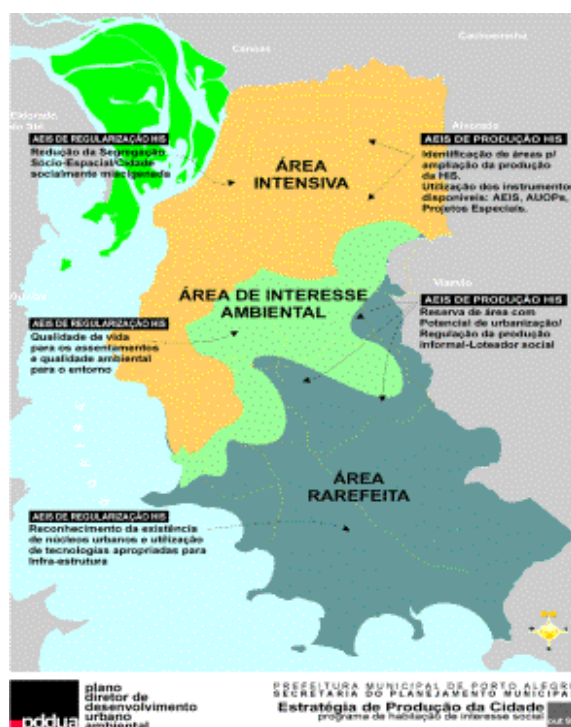 Canoas
Cachoeirinha
Eldorado
do Sul
Alvorada
AEIS DE REGULARIZAÇÃO HIS
Redução da Segregação
Sócio-Espacial/Cidade
socialmente miscigenada
AEIS DE PRODUÇÃO HIS
Identificação de áreas p/
ampliação da produção
da HIS.
Utilização dos instrumentos
disponíveis: AEIS, AUOPs,
Projetos Especiais.
ÁREA
INTENSIVA
Viamão
ÁREA DE INTERESSE
AMBIENTAL
AEIS DE REGULARIZAÇÃO HIS
Qualidade de vida
para os assentamentos
e qualidade ambiental
para o entorno
AEIS DE PRODUÇÃO HIS
Reserva de área com
Potencial de urbanização/
Regulação da produção
Informal-Loteador social
ÁREA
RAREFEITA
AEIS DE REGULARIZAÇÃO HIS
Reconhecimento da existência
de núcleos urbanos e utilização
de tecnologias apropriadas para
Infra-estrutura
pddua
plano
diretor de
desenvolvimento
urbano
ambiental
PREFEITURA MUNICIPAL DE PORTO ALEGRE
SECRETARIA DO PLANEJAMENTO MUNICIPAL
Estratégia de Produção da Cidade
programa de habitação de interesse social